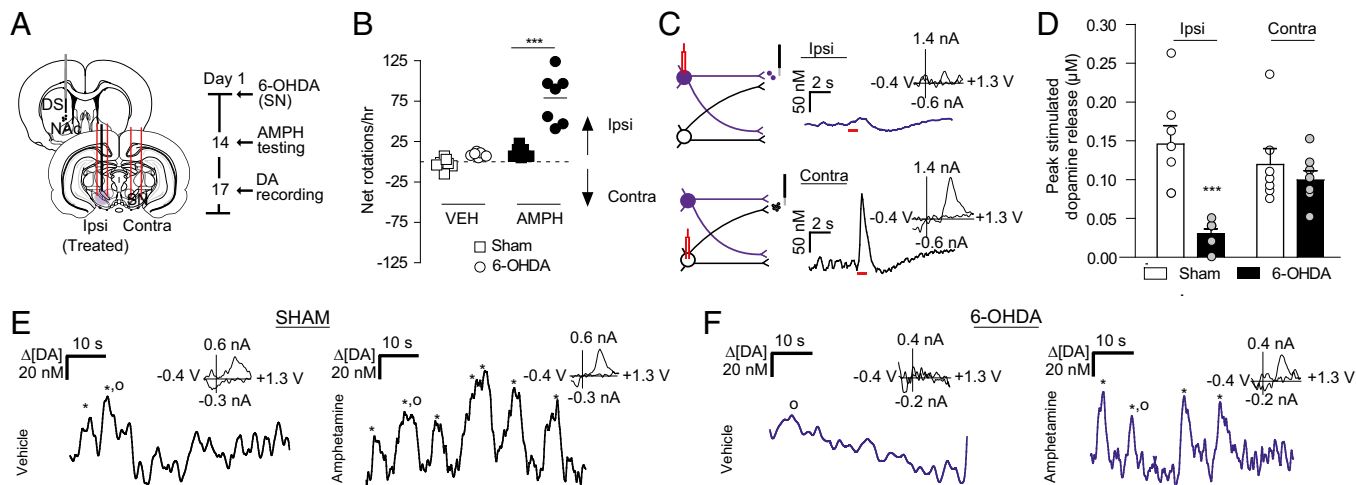 A
Day 1
6-OHDA
(SN)
DS
NAc
14
AMPH
testing
17
DA
recording
SN
Ipsi
Contra
(Treated)
B
***
Net rotations/hr
125
75
25
-25
-75
-125
Ipsi
Contra
VEH
AMPH
Sham
6-OHDA
C
Ipsi
2 s
50 nM
1.4 nA
-0.4 V
+1.3 V
-0.6 nA
Contra
2 s
50 nM
1.4 nA
-0.4 V
+1.3 V
-0.6 nA
D
Peak stimulated
dopamine release (μM)
0.30
0.25
0.20
0.15
0.10
0.05
0.00
Ipsi
Contra
***
Sham
6-OHDA
E
SHAM
10 s
Δ[DA]
20 nM
0.6 nA
-0.4 V
+1.3 V
-0.3 nA
*
*,o
Vehicle
10 s
Δ[DA]
20 nM
0.6 nA
-0.4 V
+1.3 V
-0.3 nA
*
*,o
*
* *
*
*
Amphetamine
F
6-OHDA
10 s
Δ[DA]
20 nM
0.4 nA
-0.4 V
+1.3 V
-0.2 nA
o
Vehicle
10 s
Δ[DA]
20 nM
0.4 nA
-0.4 V
+1.3 V
-0.2 nA
*
*,o
*
*
Amphetamine